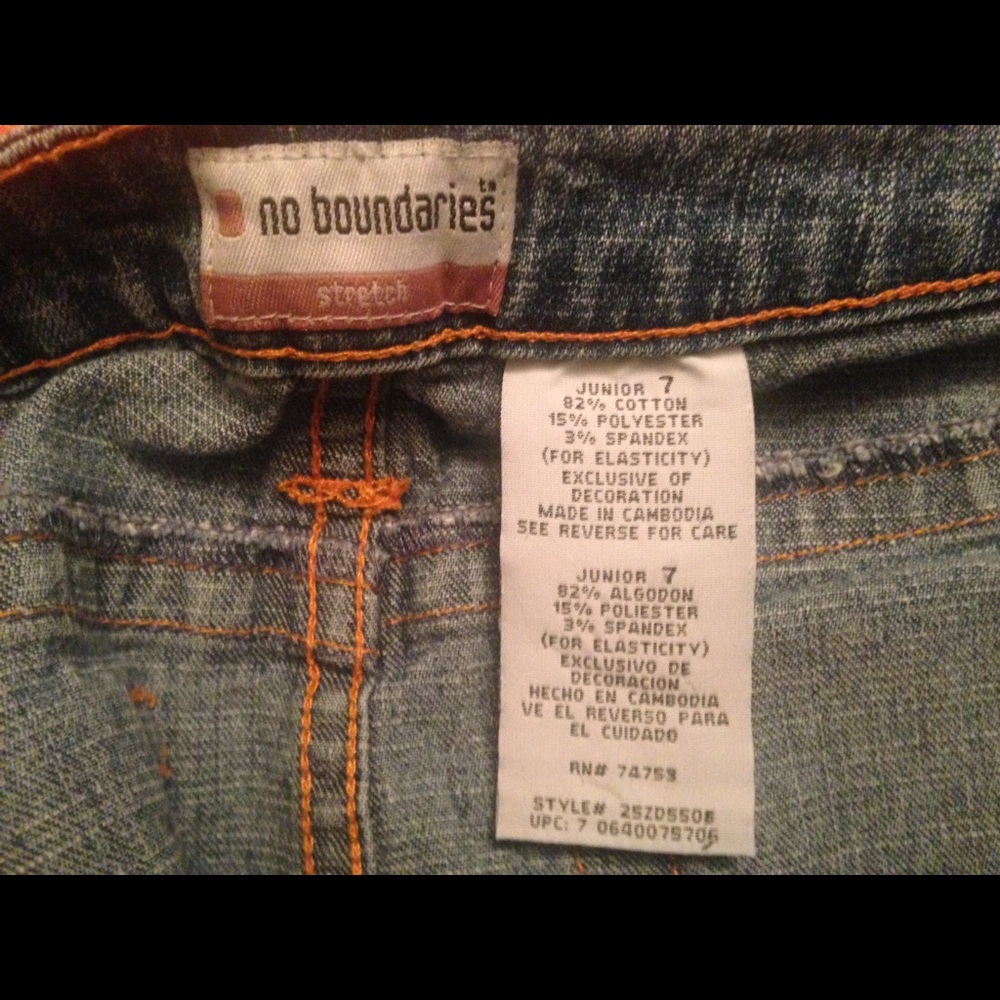 no boundaries™
stretch
JUNIOR 7
82% COTTON
15% POLYESTER
3% SPANDEX
(FOR ELASTICITY)
EXCLUSIVE OF
DECORATION
MADE IN CAMBODIA
SEE REVERSE FOR CARE
JUNIOR 7
82% ALGODON
15% POLIESTER
3% SPANDEX
(FOR ELASTICITY)
EXCLUSIVO DE
DECORACION
HECHO EN CAMBODIA
VE EL REVERSO PARA
EL CUIDADO
RN# 74753
STYLE# 25ZD5508
UPC: 7 0640075706